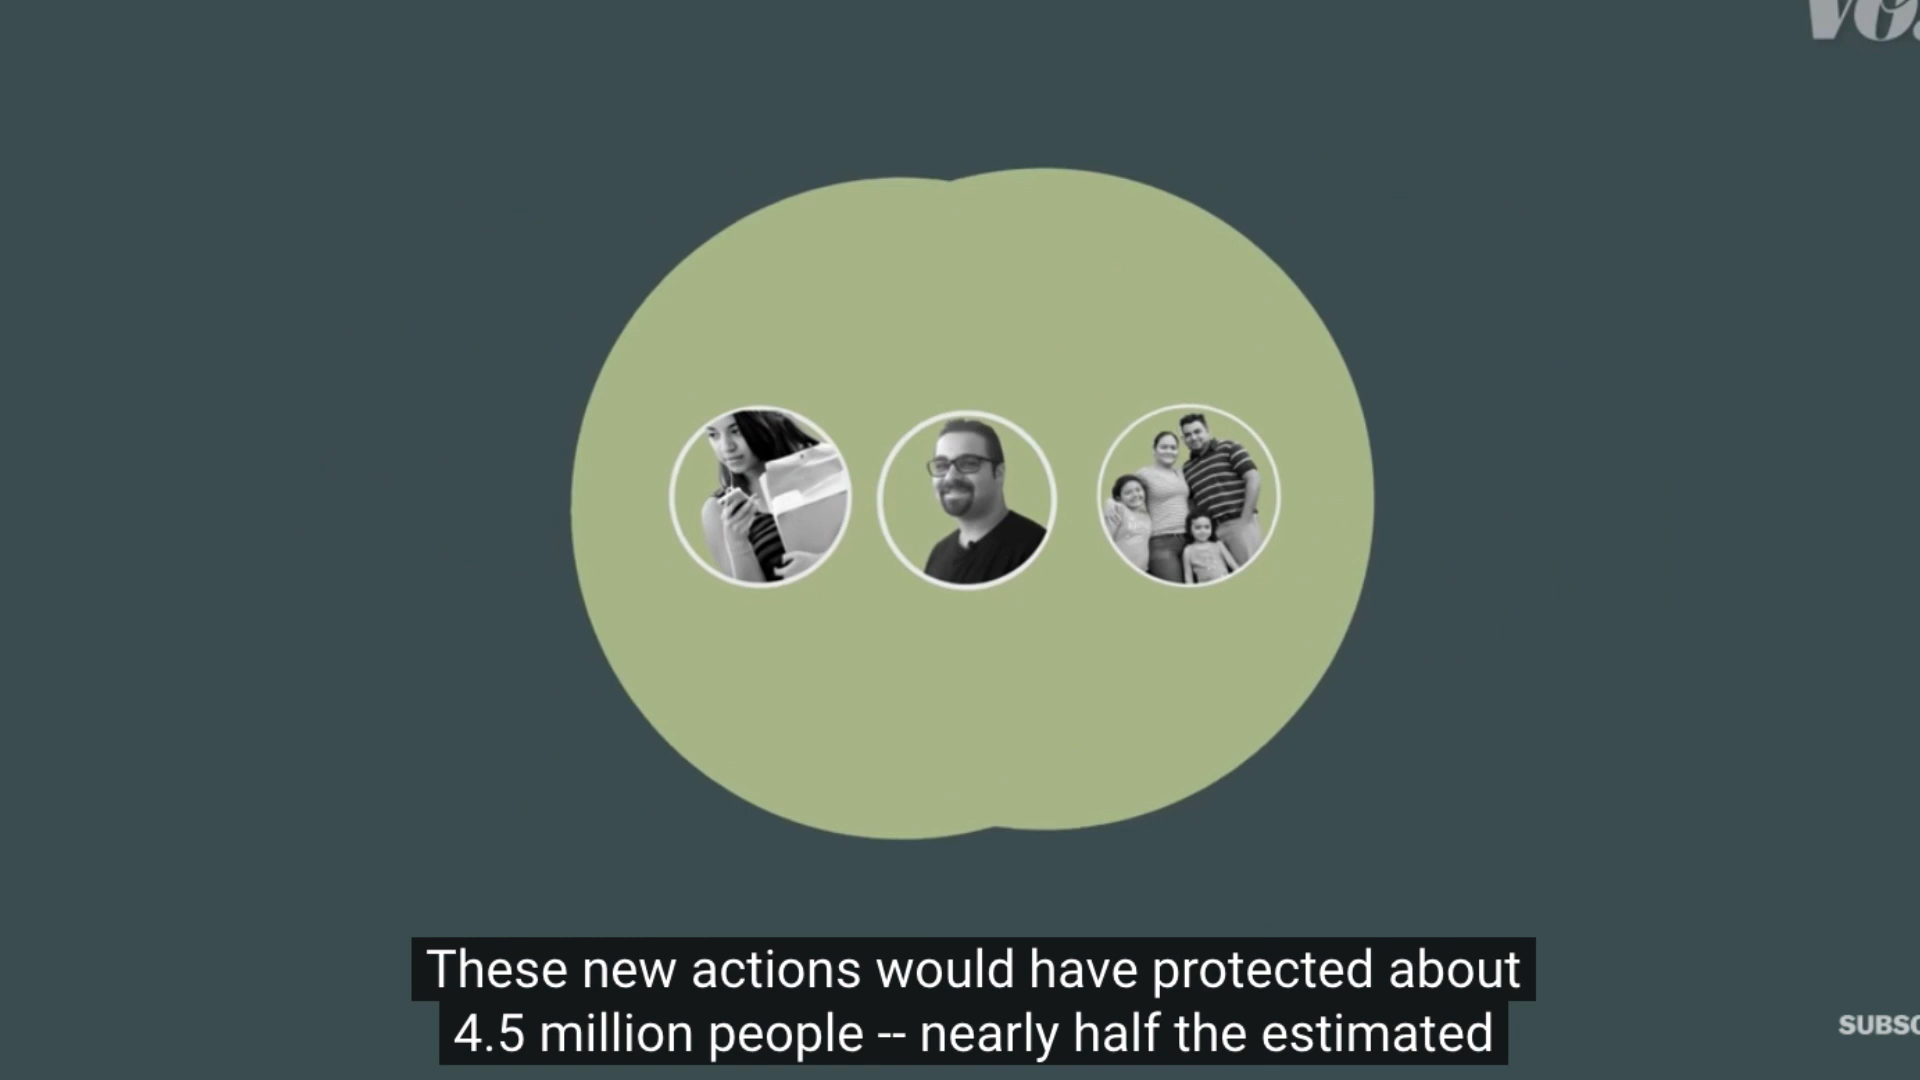 These new actions would have protected about
4.5 million people -- nearly half the estimated